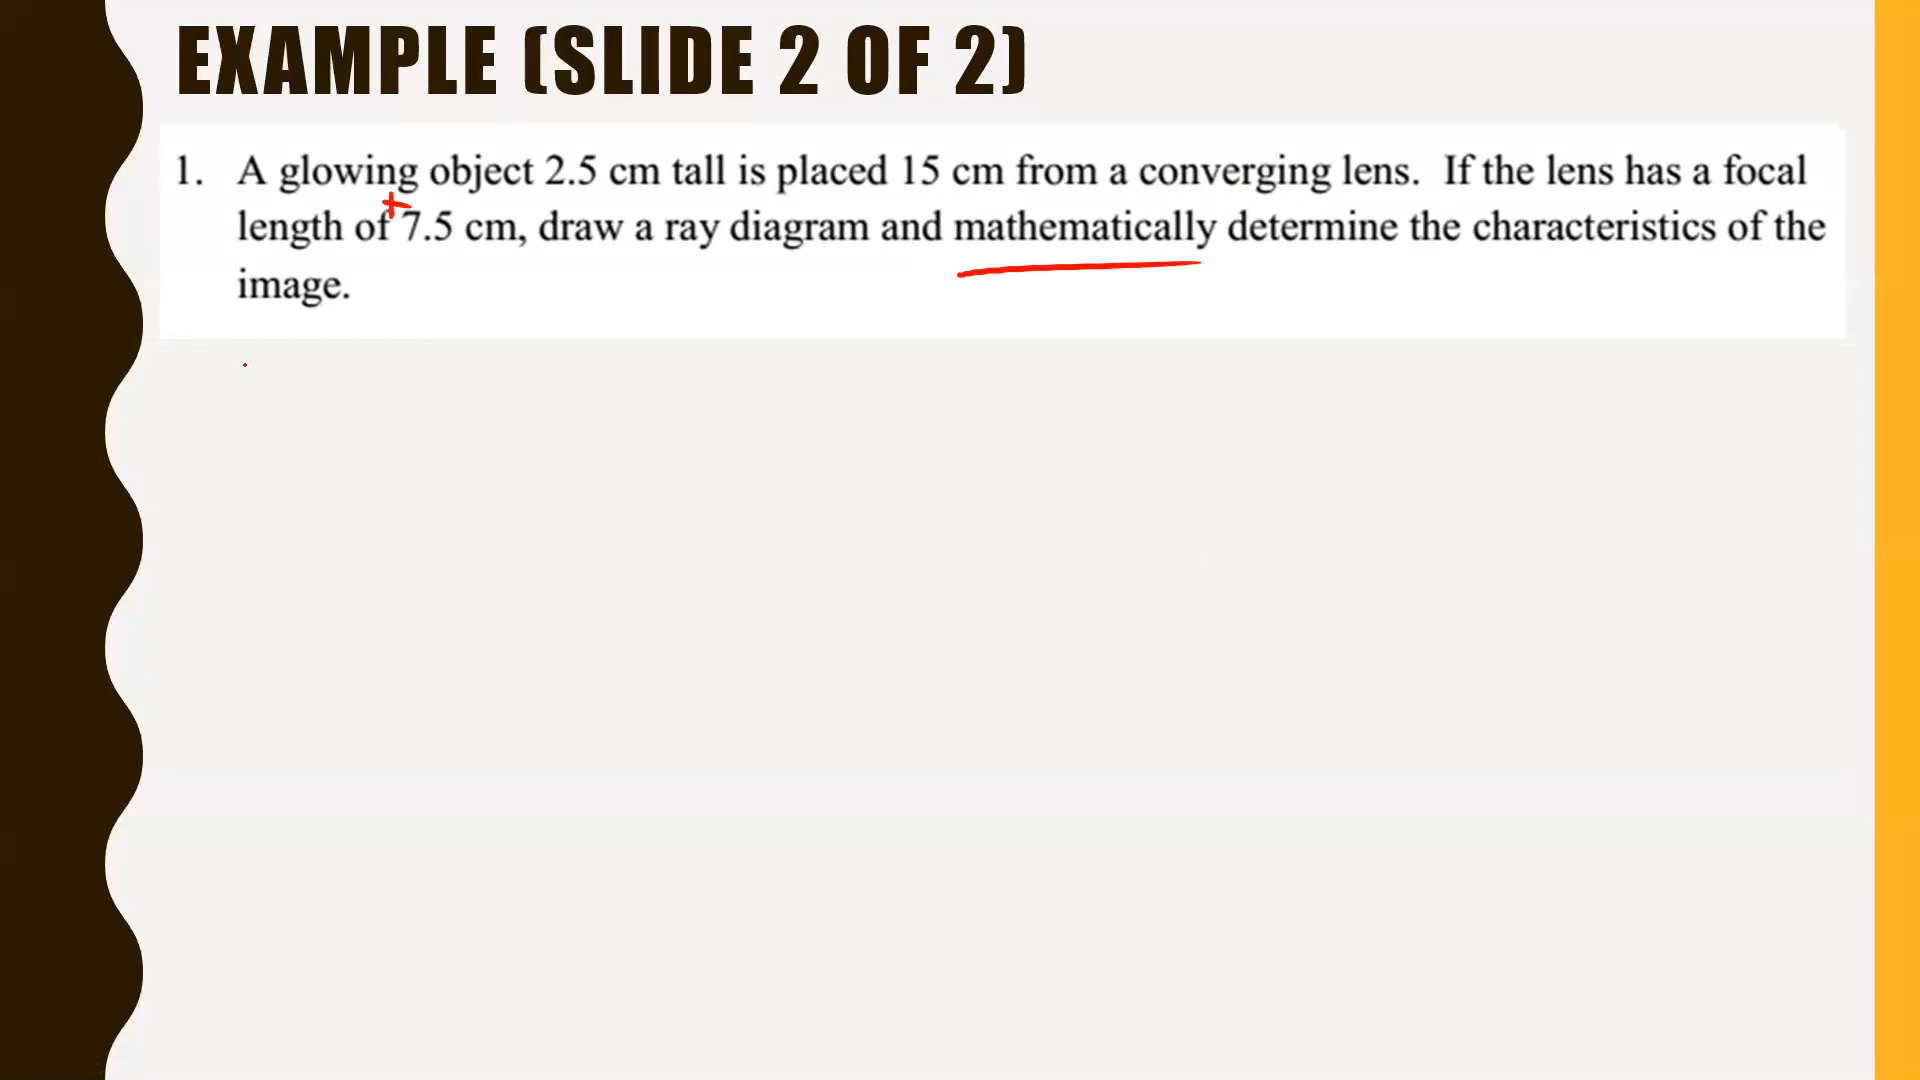 EXAMPLE (SLIDE 2 OF 2)
1. A glowing object 2.5 cm tall is placed 15 cm from a converging lens. If the lens has a focal
length of +7.5 cm, draw a ray diagram and mathematically determine the characteristics of the
image.